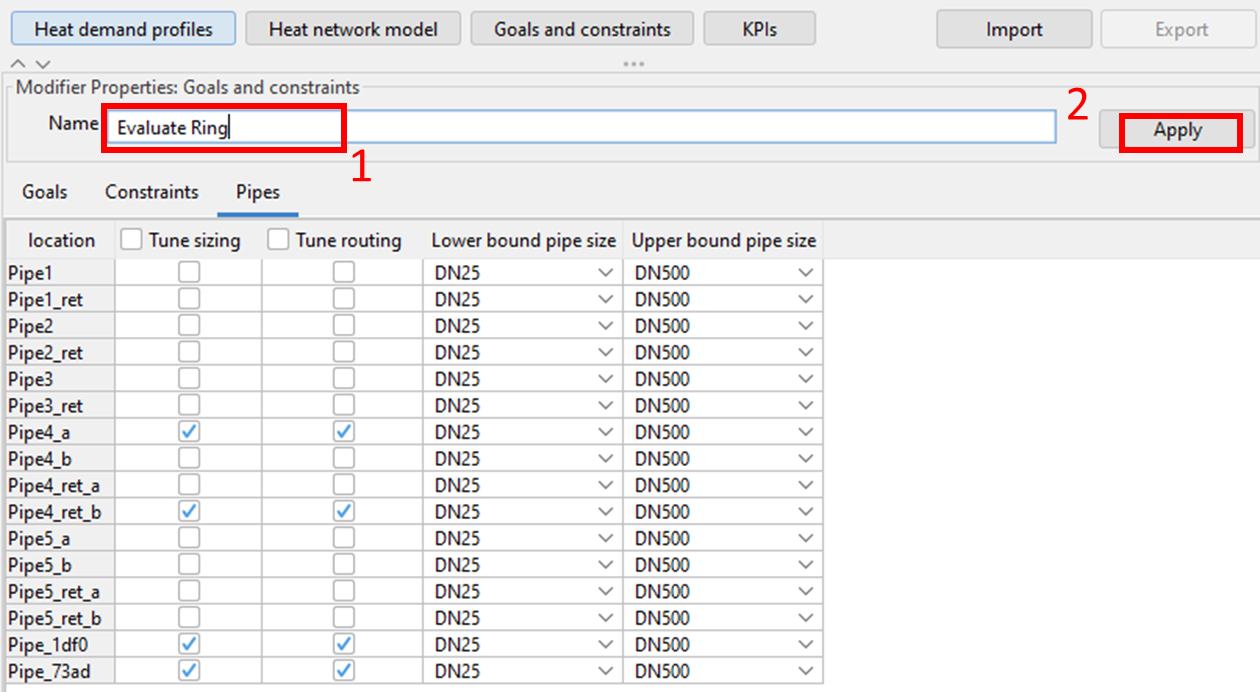 Heat demand profiles Heat network model Goals and constraints KPIs Import Export
Modifier Properties: Goals and constraints
2
Name Evaluate Ring Apply
1
Goals Constraints Pipes
location Tune sizing Tune routing Lower bound pipe size Upper bound pipe size
Pipe1 DN25 DN500
Pipe1_ret DN25 DN500
Pipe2 DN25 DN500
Pipe2_ret DN25 DN500
Pipe3 DN25 DN500
Pipe3_ret DN25 DN500
Pipe4_a DN25 DN500
Pipe4_b DN25 DN500
Pipe4_ret_a DN25 DN500
Pipe4_ret_b DN25 DN500
Pipe5_a DN25 DN500
Pipe5_b DN25 DN500
Pipe5_ret_a DN25 DN500
Pipe5_ret_b DN25 DN500
Pipe_1df0 DN25 DN500
Pipe_73ad DN25 DN500